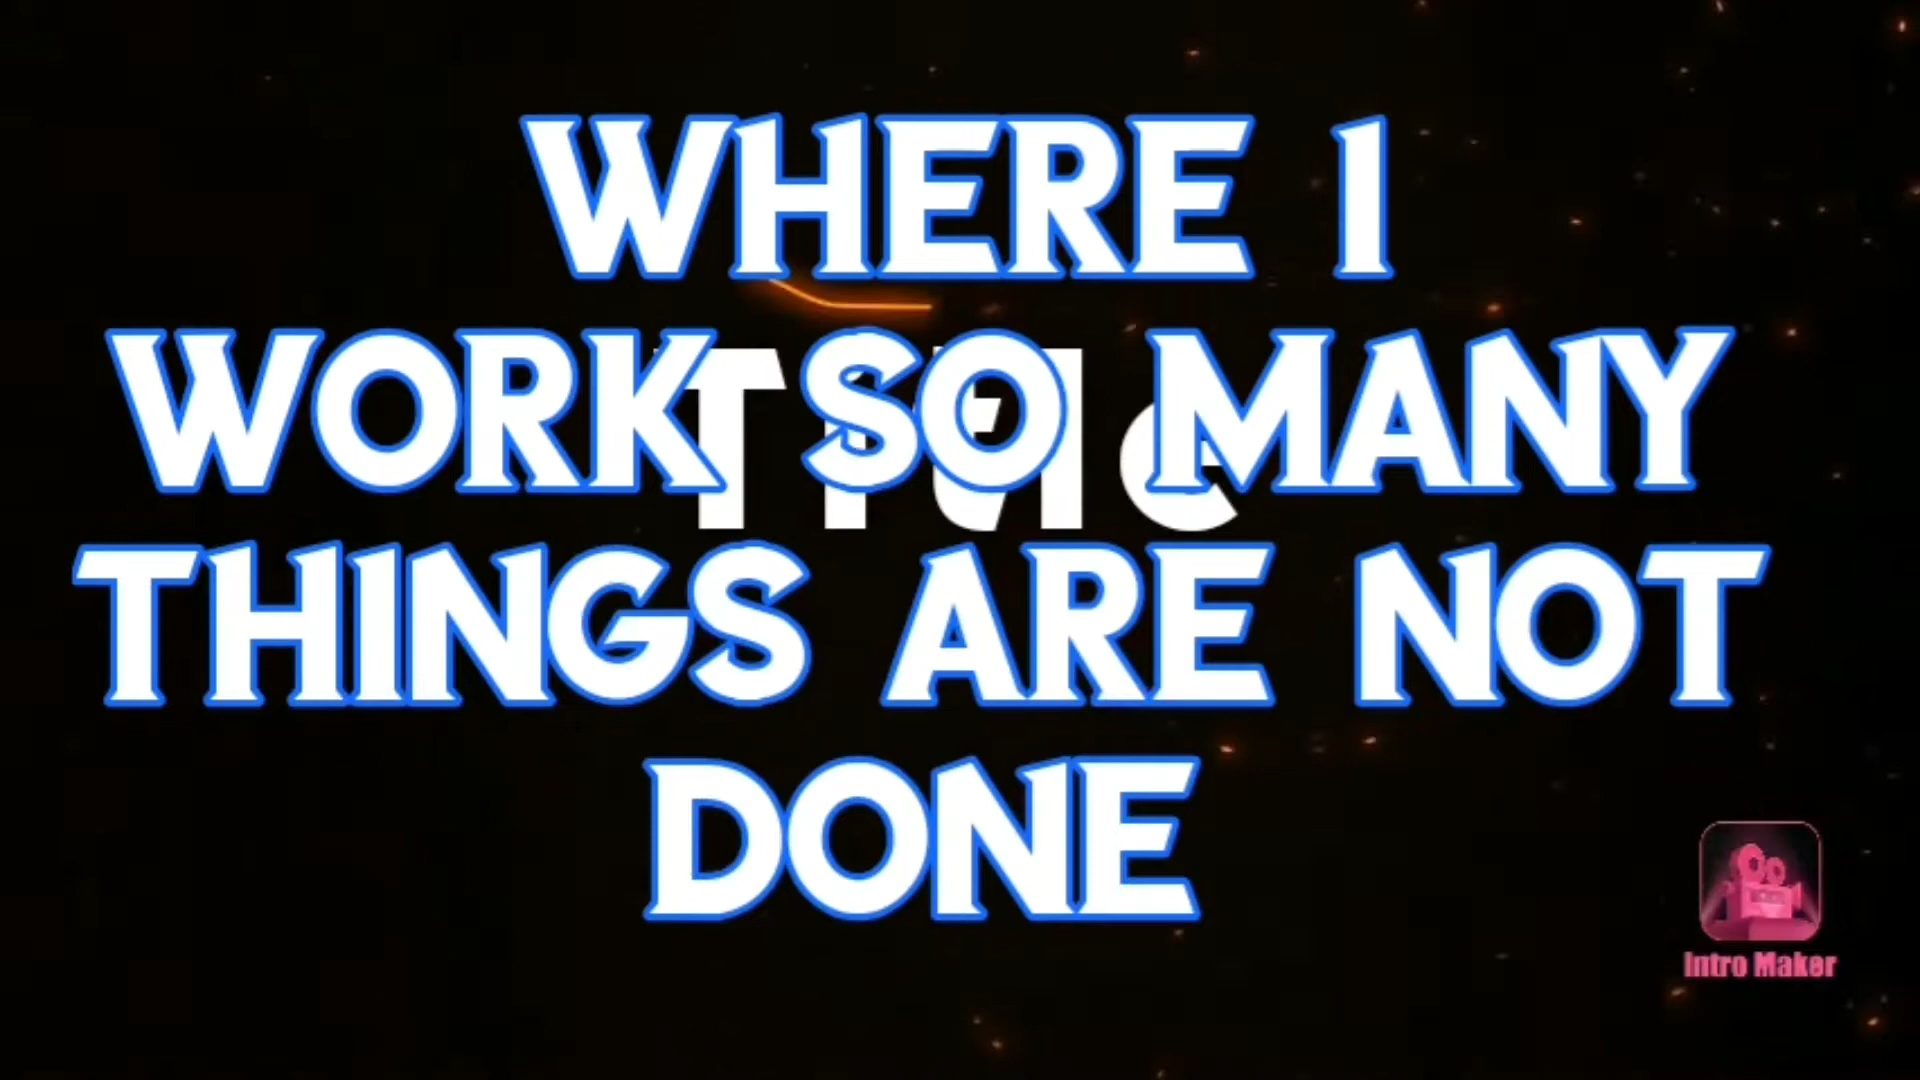 WHERE I
WORK SO MANY
THINGS ARE NOT
DONE
Intro Maker